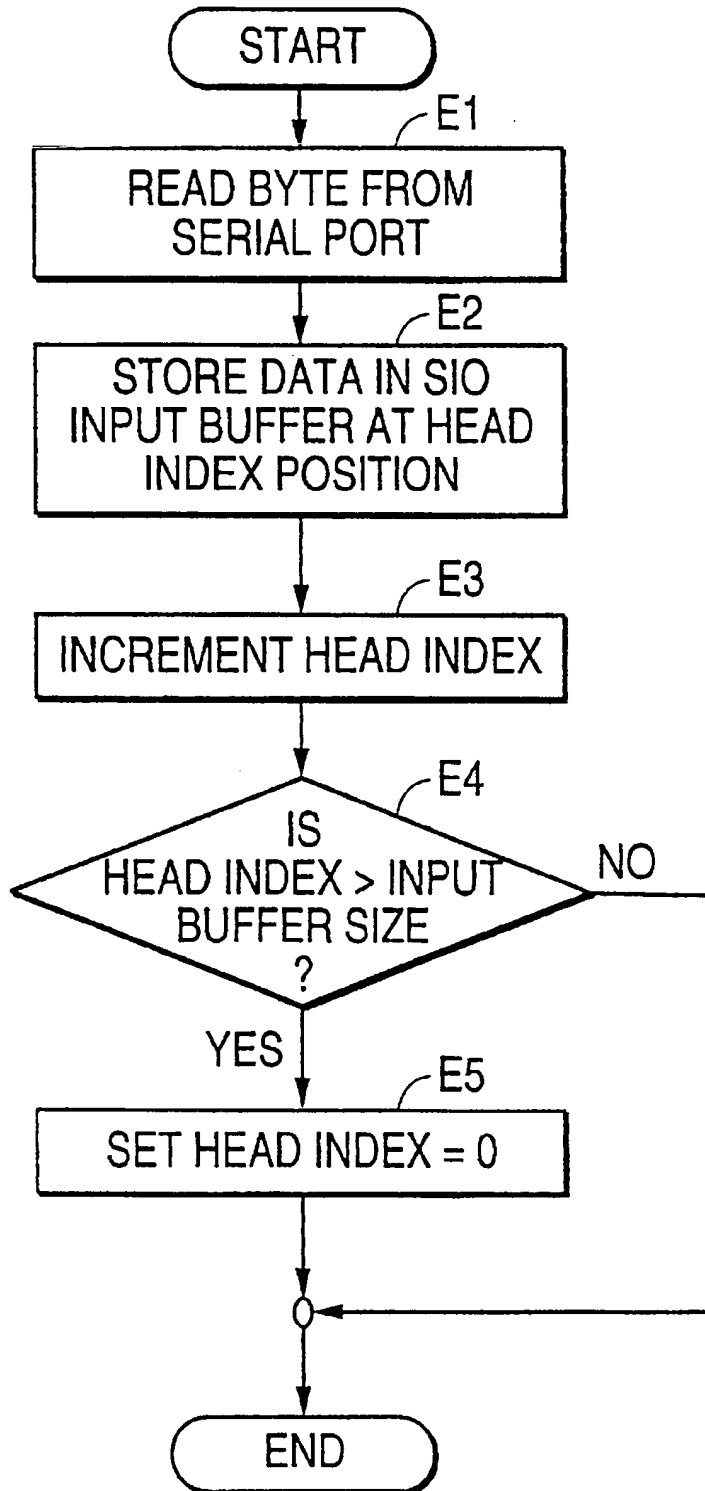 START
E1
READ BYTE FROM
SERIAL PORT
E2
STORE DATA IN SIO
INPUT BUFFER AT HEAD
INDEX POSITION
E3
INCREMENT HEAD INDEX
E4
IS
HEAD INDEX > INPUT
BUFFER SIZE
?
NO
YES
E5
SET HEAD INDEX = 0
END